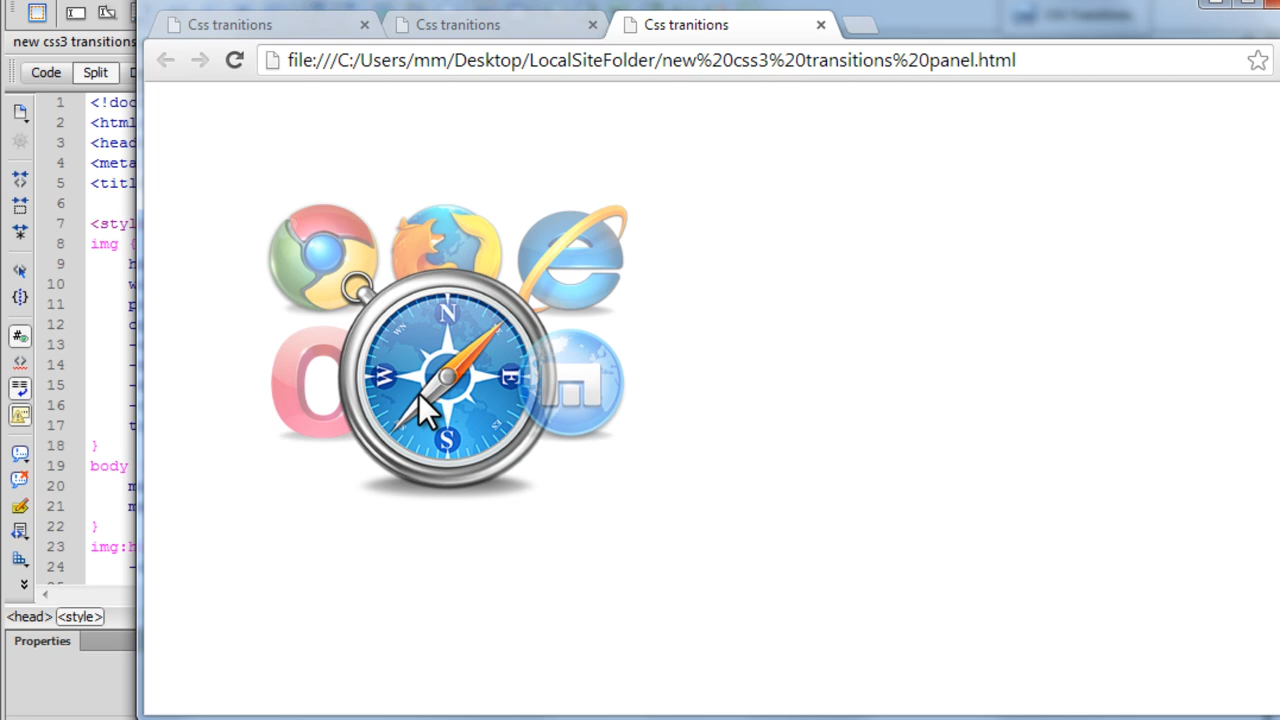 Css tranitions
Css tranitions
Css tranitions
new css3 tranitions
file:///C:/Users/mm/Desktop/LocalSiteFolder/new%20css3%20transitions%20panel.html
Code Split D
1 <!doc
2 <html
3 <head
4 <meta
5 <titl
6
7 <styl
8 img {
9 h
10 w
11 p
12 o
13 -
14 -
15 -
16 -
17 t
18 }
19 body
20 m
21 m
22 }
23 img:h
24 -
<head> <style>
Properties
N
W E
S